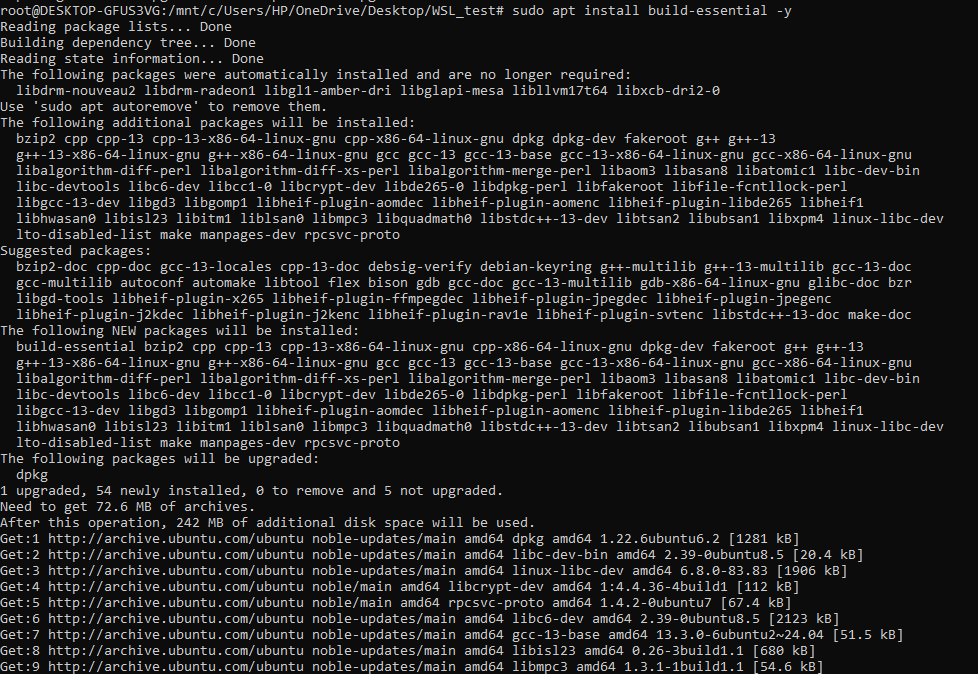 root@DESKTOP-GFUS3VG:/mnt/c/Users/HP/OneDrive/Desktop/WSL_test# sudo apt install build-essential -y
Reading package lists... Done
Building dependency tree... Done
Reading state information... Done
The following packages were automatically installed and are no longer required:
  libdrm-nouveau2 libdrm-radeon1 libgl1-amber-dri libglapi-mesa libllvm17t64 libxcb-dri2-0
Use 'sudo apt autoremove' to remove them.
The following additional packages will be installed:
  bzip2 cpp cpp-13 cpp-13-x86-64-linux-gnu cpp-x86-64-linux-gnu dpkg dpkg-dev fakeroot g++ g++-13
  g++-13-x86-64-linux-gnu g++-x86-64-linux-gnu gcc gcc-13 gcc-13-base gcc-13-x86-64-linux-gnu gcc-x86-64-linux-gnu
  libalgorithm-diff-perl libalgorithm-diff-xs-perl libalgorithm-merge-perl libaom3 libasan8 libatomic1 libc-dev-bin
  libc-devtools libc6-dev libcc1-0 libcrypt-dev libde265-0 libdpkg-perl libfakeroot libfile-fcntllock-perl
  libgcc-13-dev libgd3 libgomp1 libheif-plugin-aomdec libheif-plugin-aomenc libheif-plugin-libde265 libheif1
  libhwasan0 libisl23 libitm1 liblsan0 libmpc3 libquadmath0 libstdc++-13-dev libtsan2 libubsan1 libxpm4 linux-libc-dev
  lto-disabled-list make manpages-dev rpcsvc-proto
Suggested packages:
  bzip2-doc cpp-doc gcc-13-locales cpp-13-doc debsig-verify debian-keyring g++-multilib g++-13-multilib gcc-13-doc
  gcc-multilib autoconf automake libtool flex bison gdb gcc-doc gcc-13-multilib gdb-x86-64-linux-gnu glibc-doc bzr
  libgd-tools libheif-plugin-x265 libheif-plugin-ffmpegdec libheif-plugin-jpegdec libheif-plugin-jpegenc
  libheif-plugin-j2kdec libheif-plugin-j2kenc libheif-plugin-rav1e libheif-plugin-svtenc libstdc++-13-doc make-doc
The following NEW packages will be installed:
  build-essential bzip2 cpp cpp-13 cpp-13-x86-64-linux-gnu cpp-x86-64-linux-gnu dpkg-dev fakeroot g++ g++-13
  g++-13-x86-64-linux-gnu g++-x86-64-linux-gnu gcc gcc-13 gcc-13-base gcc-13-x86-64-linux-gnu gcc-x86-64-linux-gnu
  libalgorithm-diff-perl libalgorithm-diff-xs-perl libalgorithm-merge-perl libaom3 libasan8 libatomic1 libc-dev-bin
  libc-devtools libc6-dev libcc1-0 libcrypt-dev libde265-0 libdpkg-perl libfakeroot libfile-fcntllock-perl
  libgcc-13-dev libgd3 libgomp1 libheif-plugin-aomdec libheif-plugin-aomenc libheif-plugin-libde265 libheif1
  libhwasan0 libisl23 libitm1 liblsan0 libmpc3 libquadmath0 libstdc++-13-dev libtsan2 libubsan1 libxpm4 linux-libc-dev
  lto-disabled-list make manpages-dev rpcsvc-proto
The following packages will be upgraded:
  dpkg
1 upgraded, 54 newly installed, 0 to remove and 5 not upgraded.
Need to get 72.6 MB of archives.
After this operation, 242 MB of additional disk space will be used.
Get:1 http://archive.ubuntu.com/ubuntu noble-updates/main amd64 dpkg amd64 1.22.6ubuntu6.2 [1281 kB]
Get:2 http://archive.ubuntu.com/ubuntu noble-updates/main amd64 libc-dev-bin amd64 2.39-0ubuntu8.5 [20.4 kB]
Get:3 http://archive.ubuntu.com/ubuntu noble-updates/main amd64 linux-libc-dev amd64 6.8.0-83.83 [1906 kB]
Get:4 http://archive.ubuntu.com/ubuntu noble/main amd64 libcrypt-dev amd64 1:4.4.36-4build1 [112 kB]
Get:5 http://archive.ubuntu.com/ubuntu noble/main amd64 rpcsvc-proto amd64 1.4.2-0ubuntu7 [67.4 kB]
Get:6 http://archive.ubuntu.com/ubuntu noble-updates/main amd64 libc6-dev amd64 2.39-0ubuntu8.5 [2123 kB]
Get:7 http://archive.ubuntu.com/ubuntu noble-updates/main amd64 gcc-13-base amd64 13.3.0-6ubuntu2~24.04 [51.5 kB]
Get:8 http://archive.ubuntu.com/ubuntu noble-updates/main amd64 libisl23 amd64 0.26-3build1.1 [680 kB]
Get:9 http://archive.ubuntu.com/ubuntu noble-updates/main amd64 libmpc3 amd64 1.3.1-1build1.1 [54.6 kB]